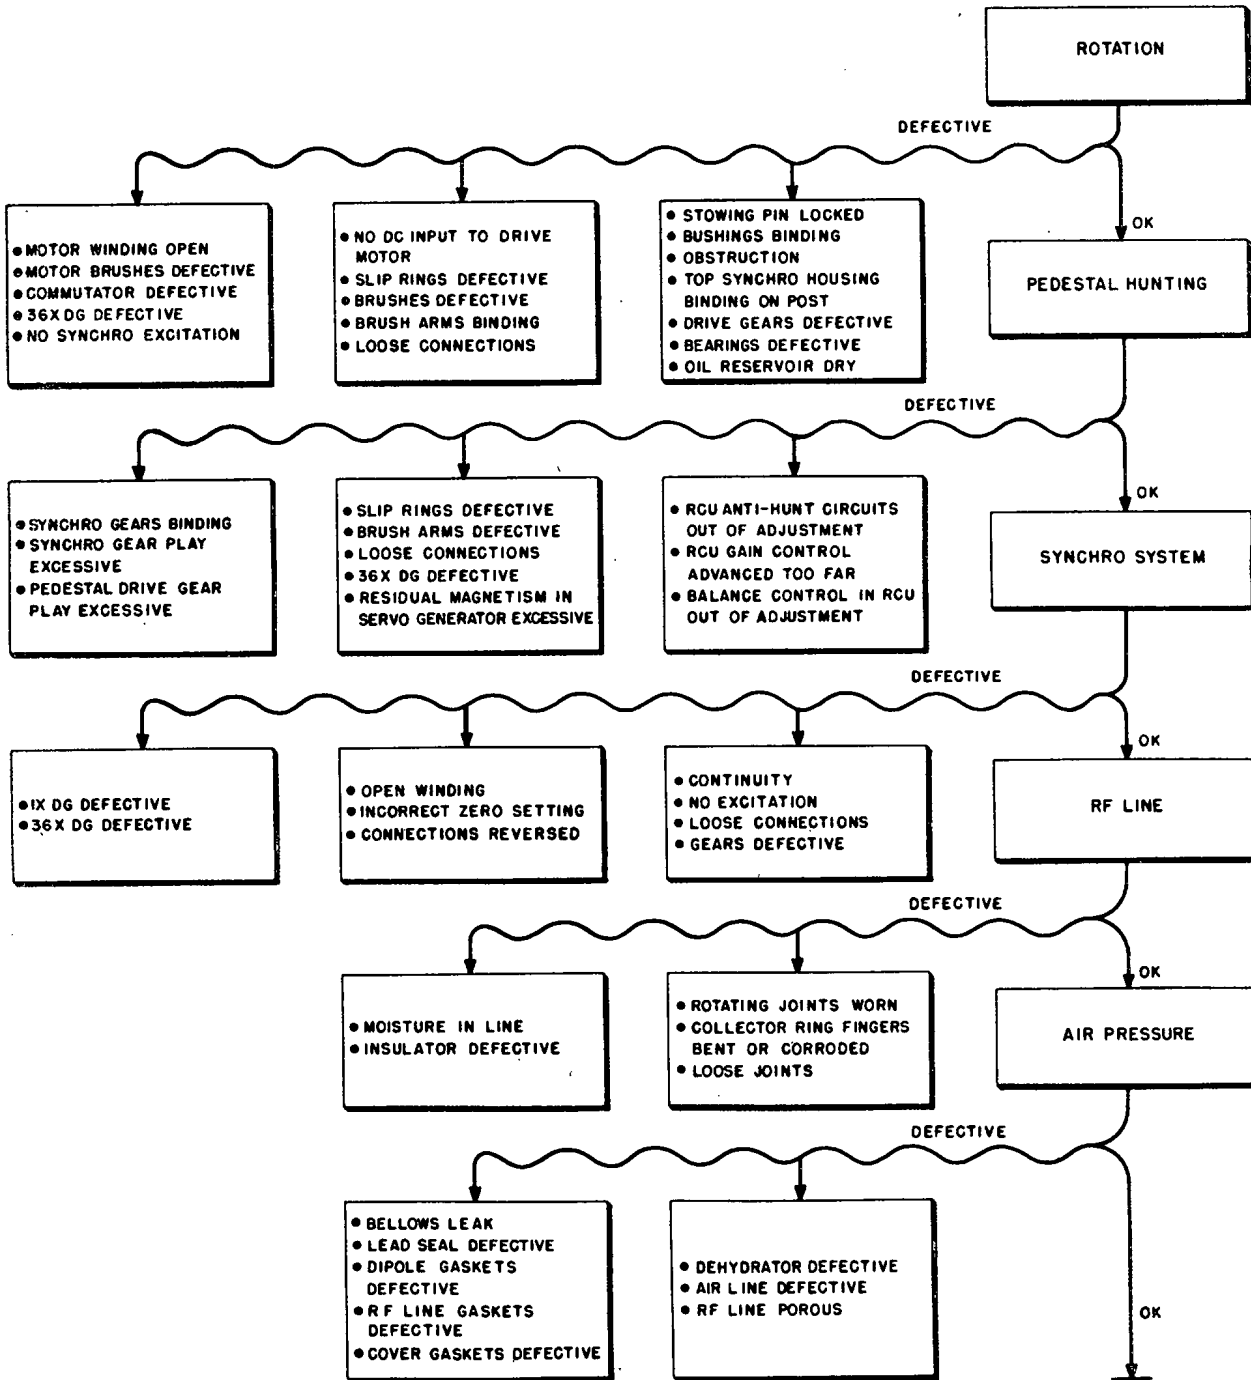 ROTATION
DEFECTIVE
OK
● MOTOR WINDING OPEN
● MOTOR BRUSHES DEFECTIVE
● COMMUTATOR DEFECTIVE
● 36X DG DEFECTIVE
● NO SYNCHRO EXCITATION
● NO DC INPUT TO DRIVE
MOTOR
● SLIP RINGS DEFECTIVE
● BRUSHES DEFECTIVE
● BRUSH ARMS BINDING
● LOOSE CONNECTIONS
● STOWING PIN LOCKED
● BUSHINGS BINDING
● OBSTRUCTION
● TOP SYNCHRO HOUSING
BINDING ON POST
● DRIVE GEARS DEFECTIVE
● BEARINGS DEFECTIVE
● OIL RESERVOIR DRY
PEDESTAL HUNTING
DEFECTIVE
OK
● SYNCHRO GEARS BINDING
● SYNCHRO GEAR PLAY
EXCESSIVE
● PEDESTAL DRIVE GEAR
PLAY EXCESSIVE
● SLIP RINGS DEFECTIVE
● BRUSH ARMS DEFECTIVE
● LOOSE CONNECTIONS
● 36X DG DEFECTIVE
● RESIDUAL MAGNETISM IN
SERVO GENERATOR EXCESSIVE
● RCU ANTI-HUNT CIRCUITS
OUT OF ADJUSTMENT
● RCU GAIN CONTROL
ADVANCED TOO FAR
● BALANCE CONTROL IN RCU
OUT OF ADJUSTMENT
SYNCHRO SYSTEM
DEFECTIVE
OK
● 1X DG DEFECTIVE
● 36X DG DEFECTIVE
● OPEN WINDING
● INCORRECT ZERO SETTING
● CONNECTIONS REVERSED
● CONTINUITY
● NO EXCITATION
● LOOSE CONNECTIONS
● GEARS DEFECTIVE
RF LINE
DEFECTIVE
OK
● MOISTURE IN LINE
● INSULATOR DEFECTIVE
● ROTATING JOINTS WORN
● COLLECTOR RING FINGERS
BENT OR CORRODED
● LOOSE JOINTS
AIR PRESSURE
DEFECTIVE
OK
● BELLOWS LEAK
● LEAD SEAL DEFECTIVE
● DIPOLE GASKETS
DEFECTIVE
● RF LINE GASKETS
DEFECTIVE
● COVER GASKETS DEFECTIVE
● DEHYDRATOR DEFECTIVE
● AIR LINE DEFECTIVE
● RF LINE POROUS